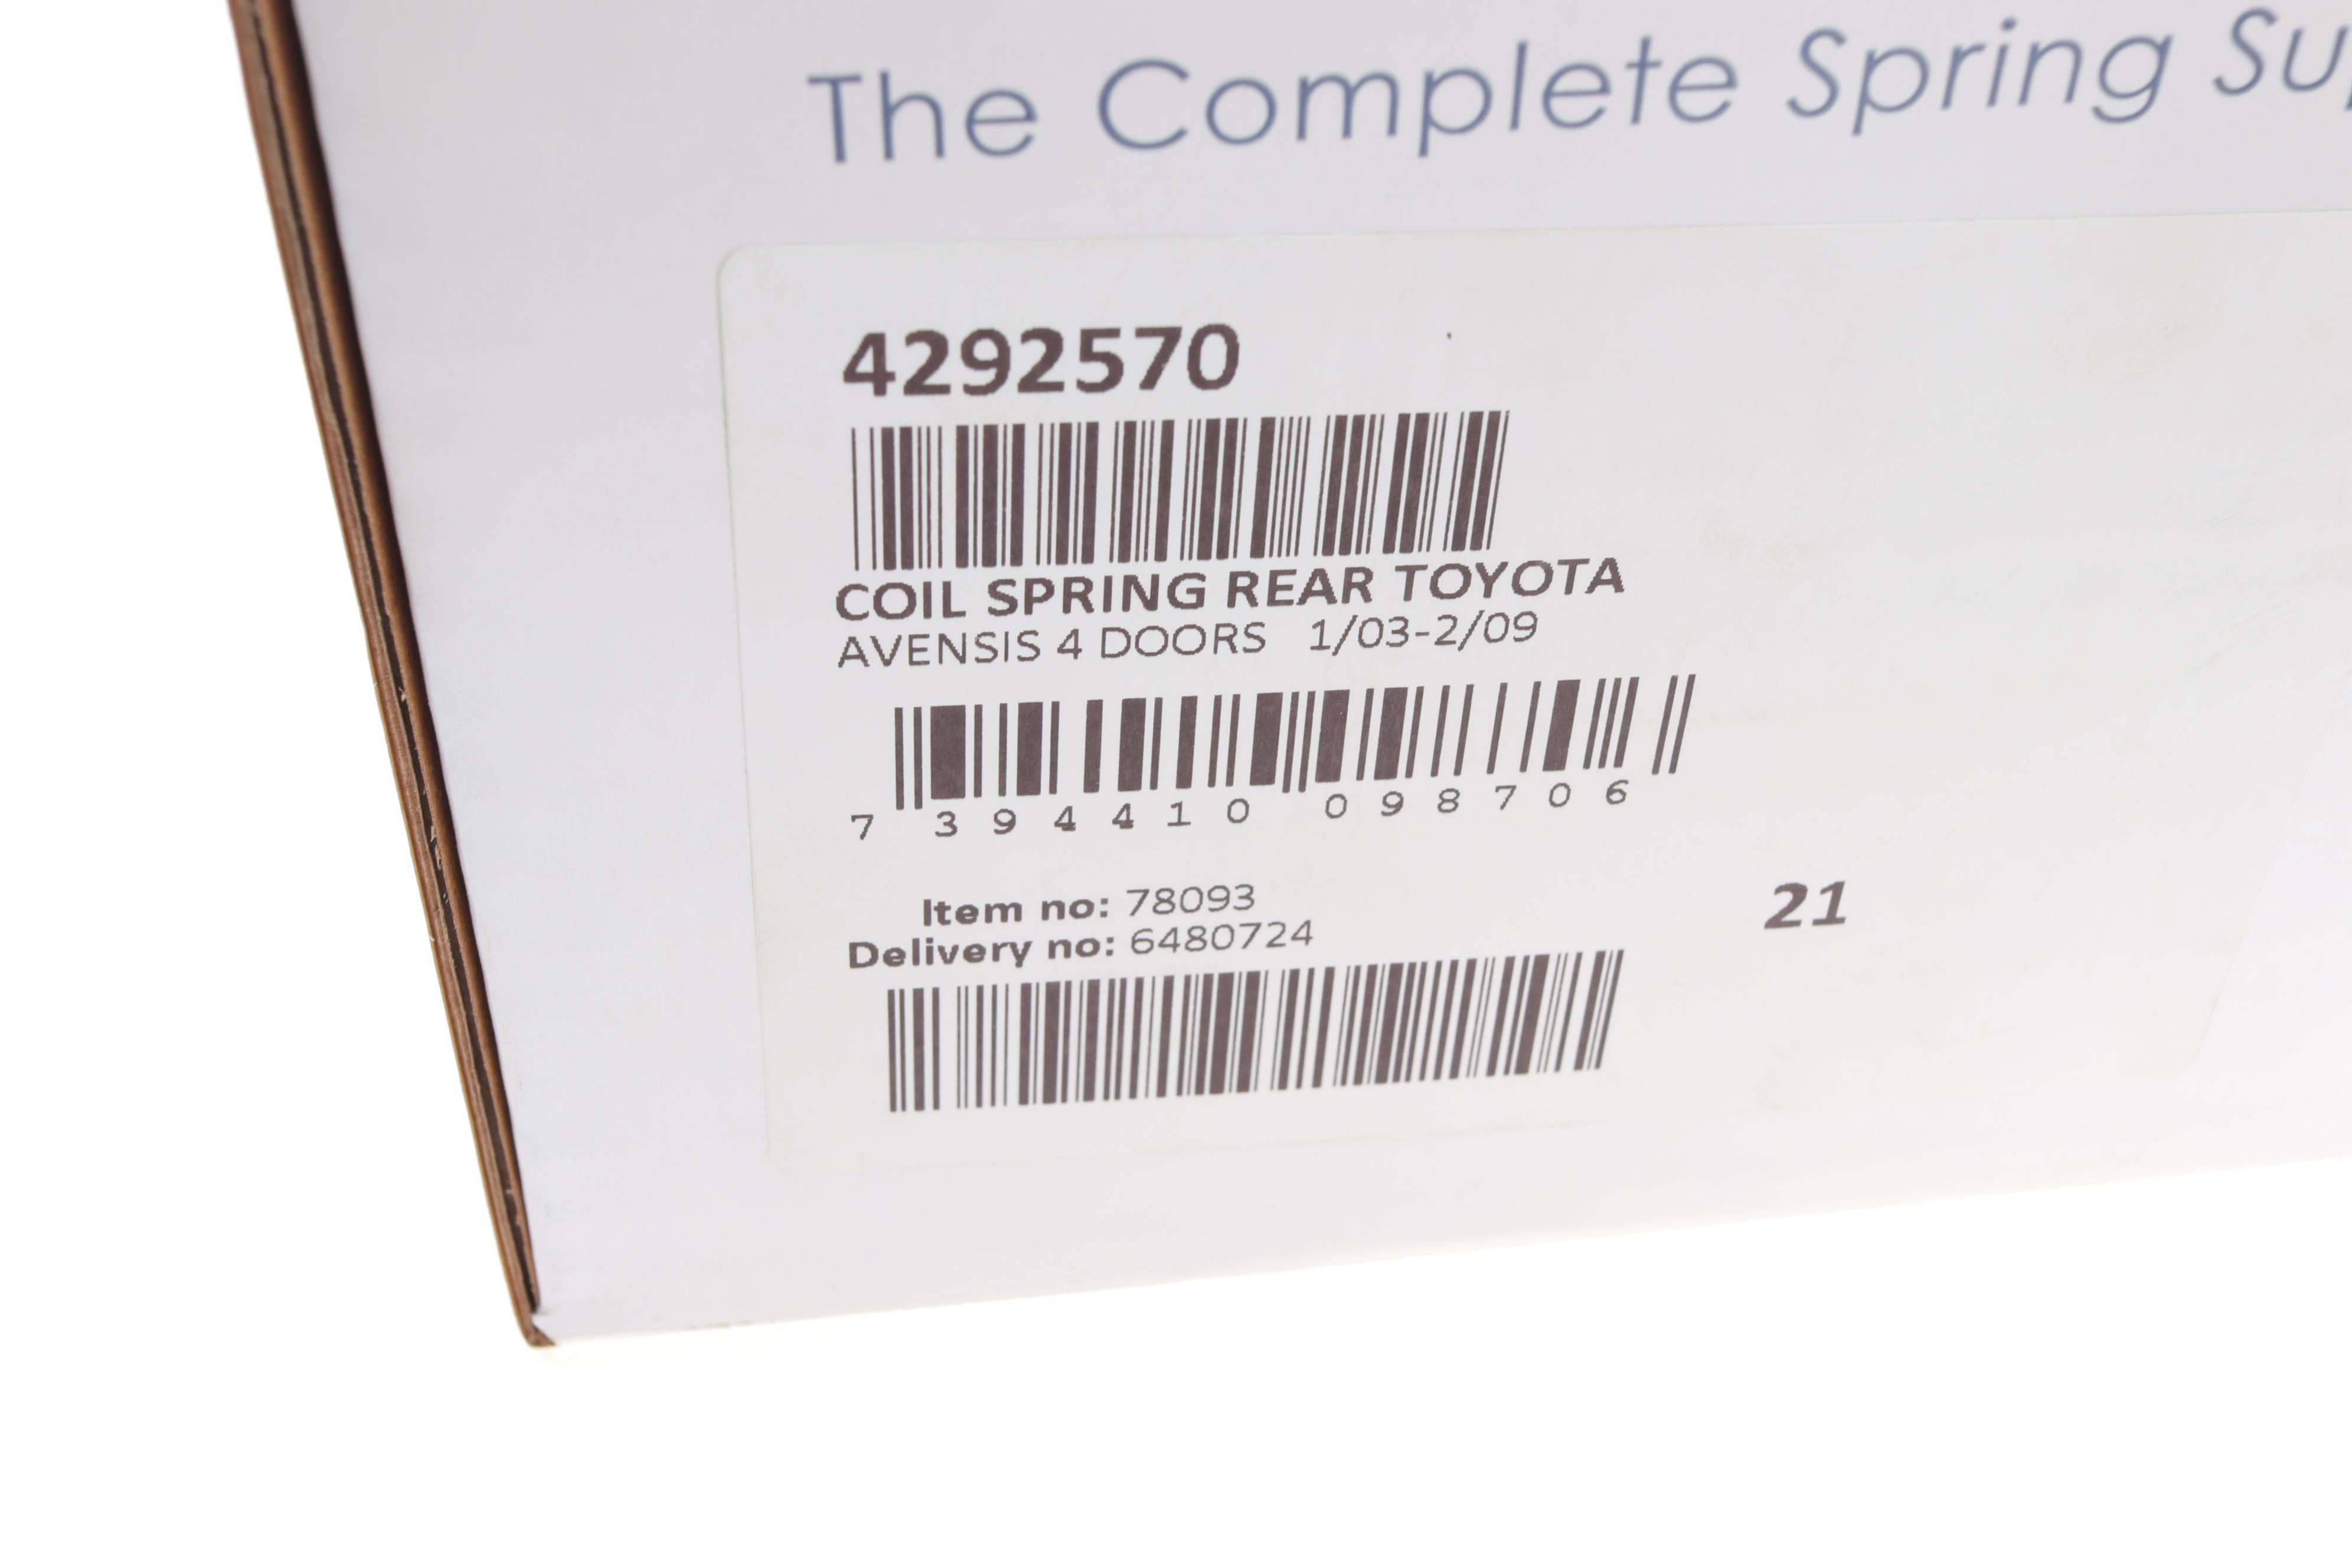 The Complete Spring
4292570
COIL SPRING REAR TOYOTA
AVENSIS 4 DOORS 1/03-2/09
7 394410 098706
Item no: 78093
Delivery no: 6480724
21